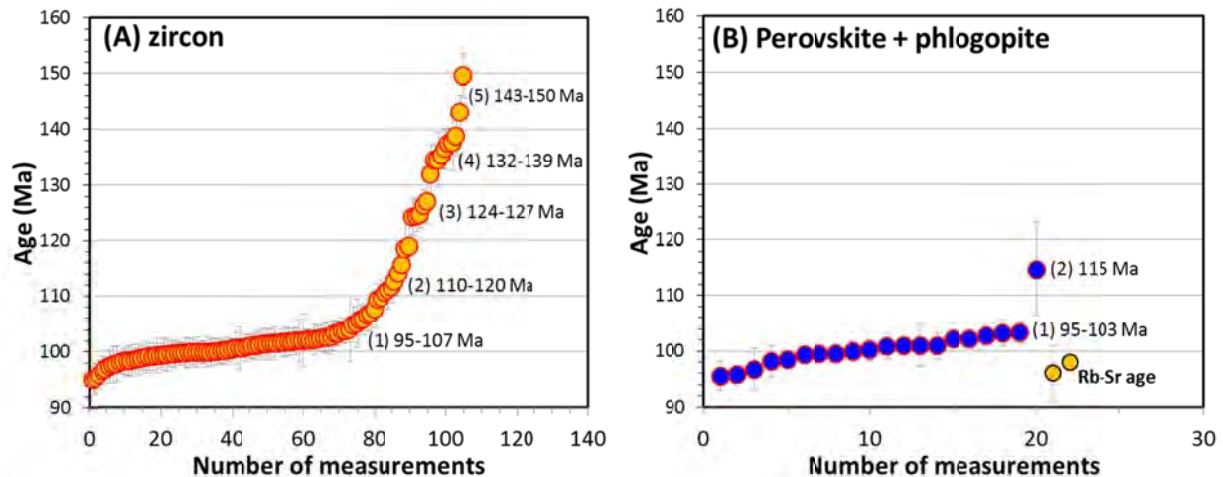 (A) zircon
160
150
140
130
120
110
100
90
Age (Ma)
(5) 143-150 Ma
(4) 132-139 Ma
(3) 124-127 Ma
(2) 110-120 Ma
(1) 95-107 Ma
0 20 40 60 80 100 120 140
Number of measurements
(B) Perovskite + phlogopite
160
150
140
130
120
110
100
90
Age (Ma)
(2) 115 Ma
(1) 95-103 Ma
Rb-Sr age
0 10 20 30
Number of measurements